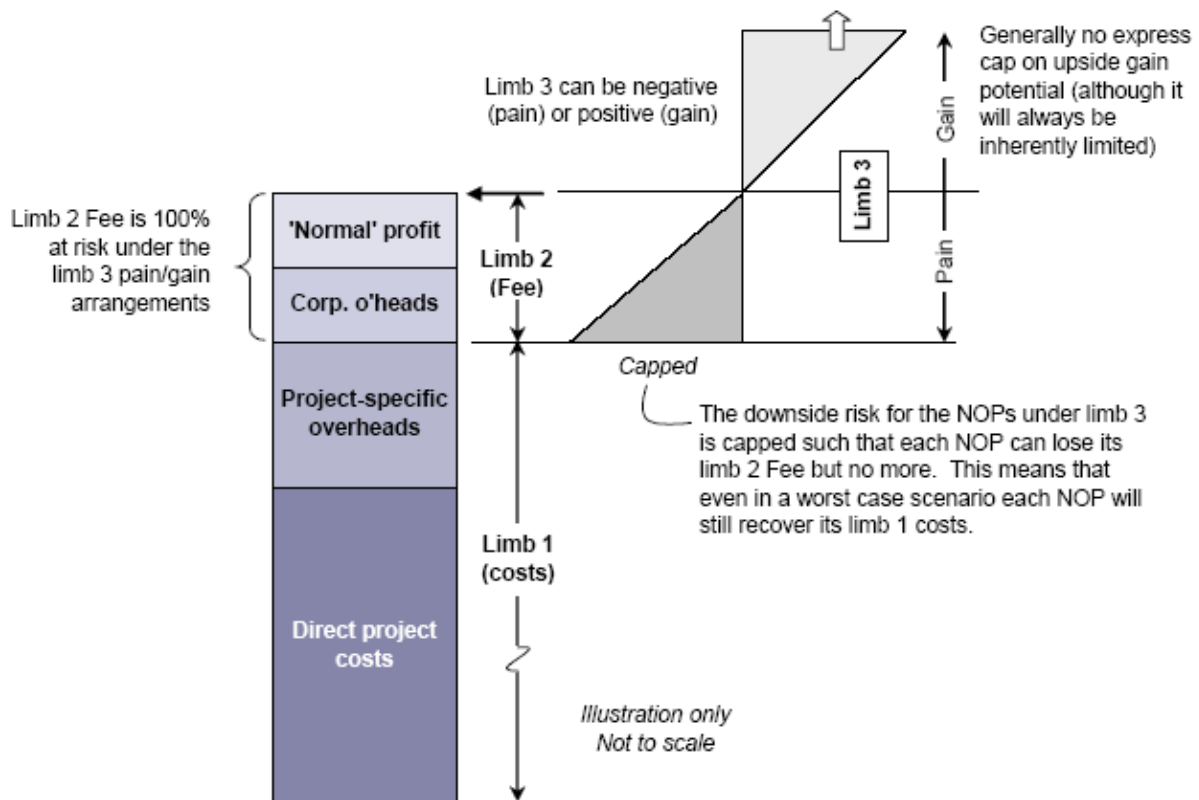 Generally no express
cap on upside gain
potential (although it
will always be
inherently limited)
Limb 3 can be negative
(pain) or positive (gain)
Gain
Limb 3
Pain
Limb 2 Fee is 100%
at risk under the
limb 3 pain/gain
arrangements
'Normal' profit
Corp. o'heads
Limb 2
(Fee)
Capped
The downside risk for the NOPs under limb 3
is capped such that each NOP can lose its
limb 2 Fee but no more.  This means that
even in a worst case scenario each NOP will
still recover its limb 1 costs.
Project-specific
overheads
Limb 1
(costs)
Direct project
costs
Illustration only
Not to scale